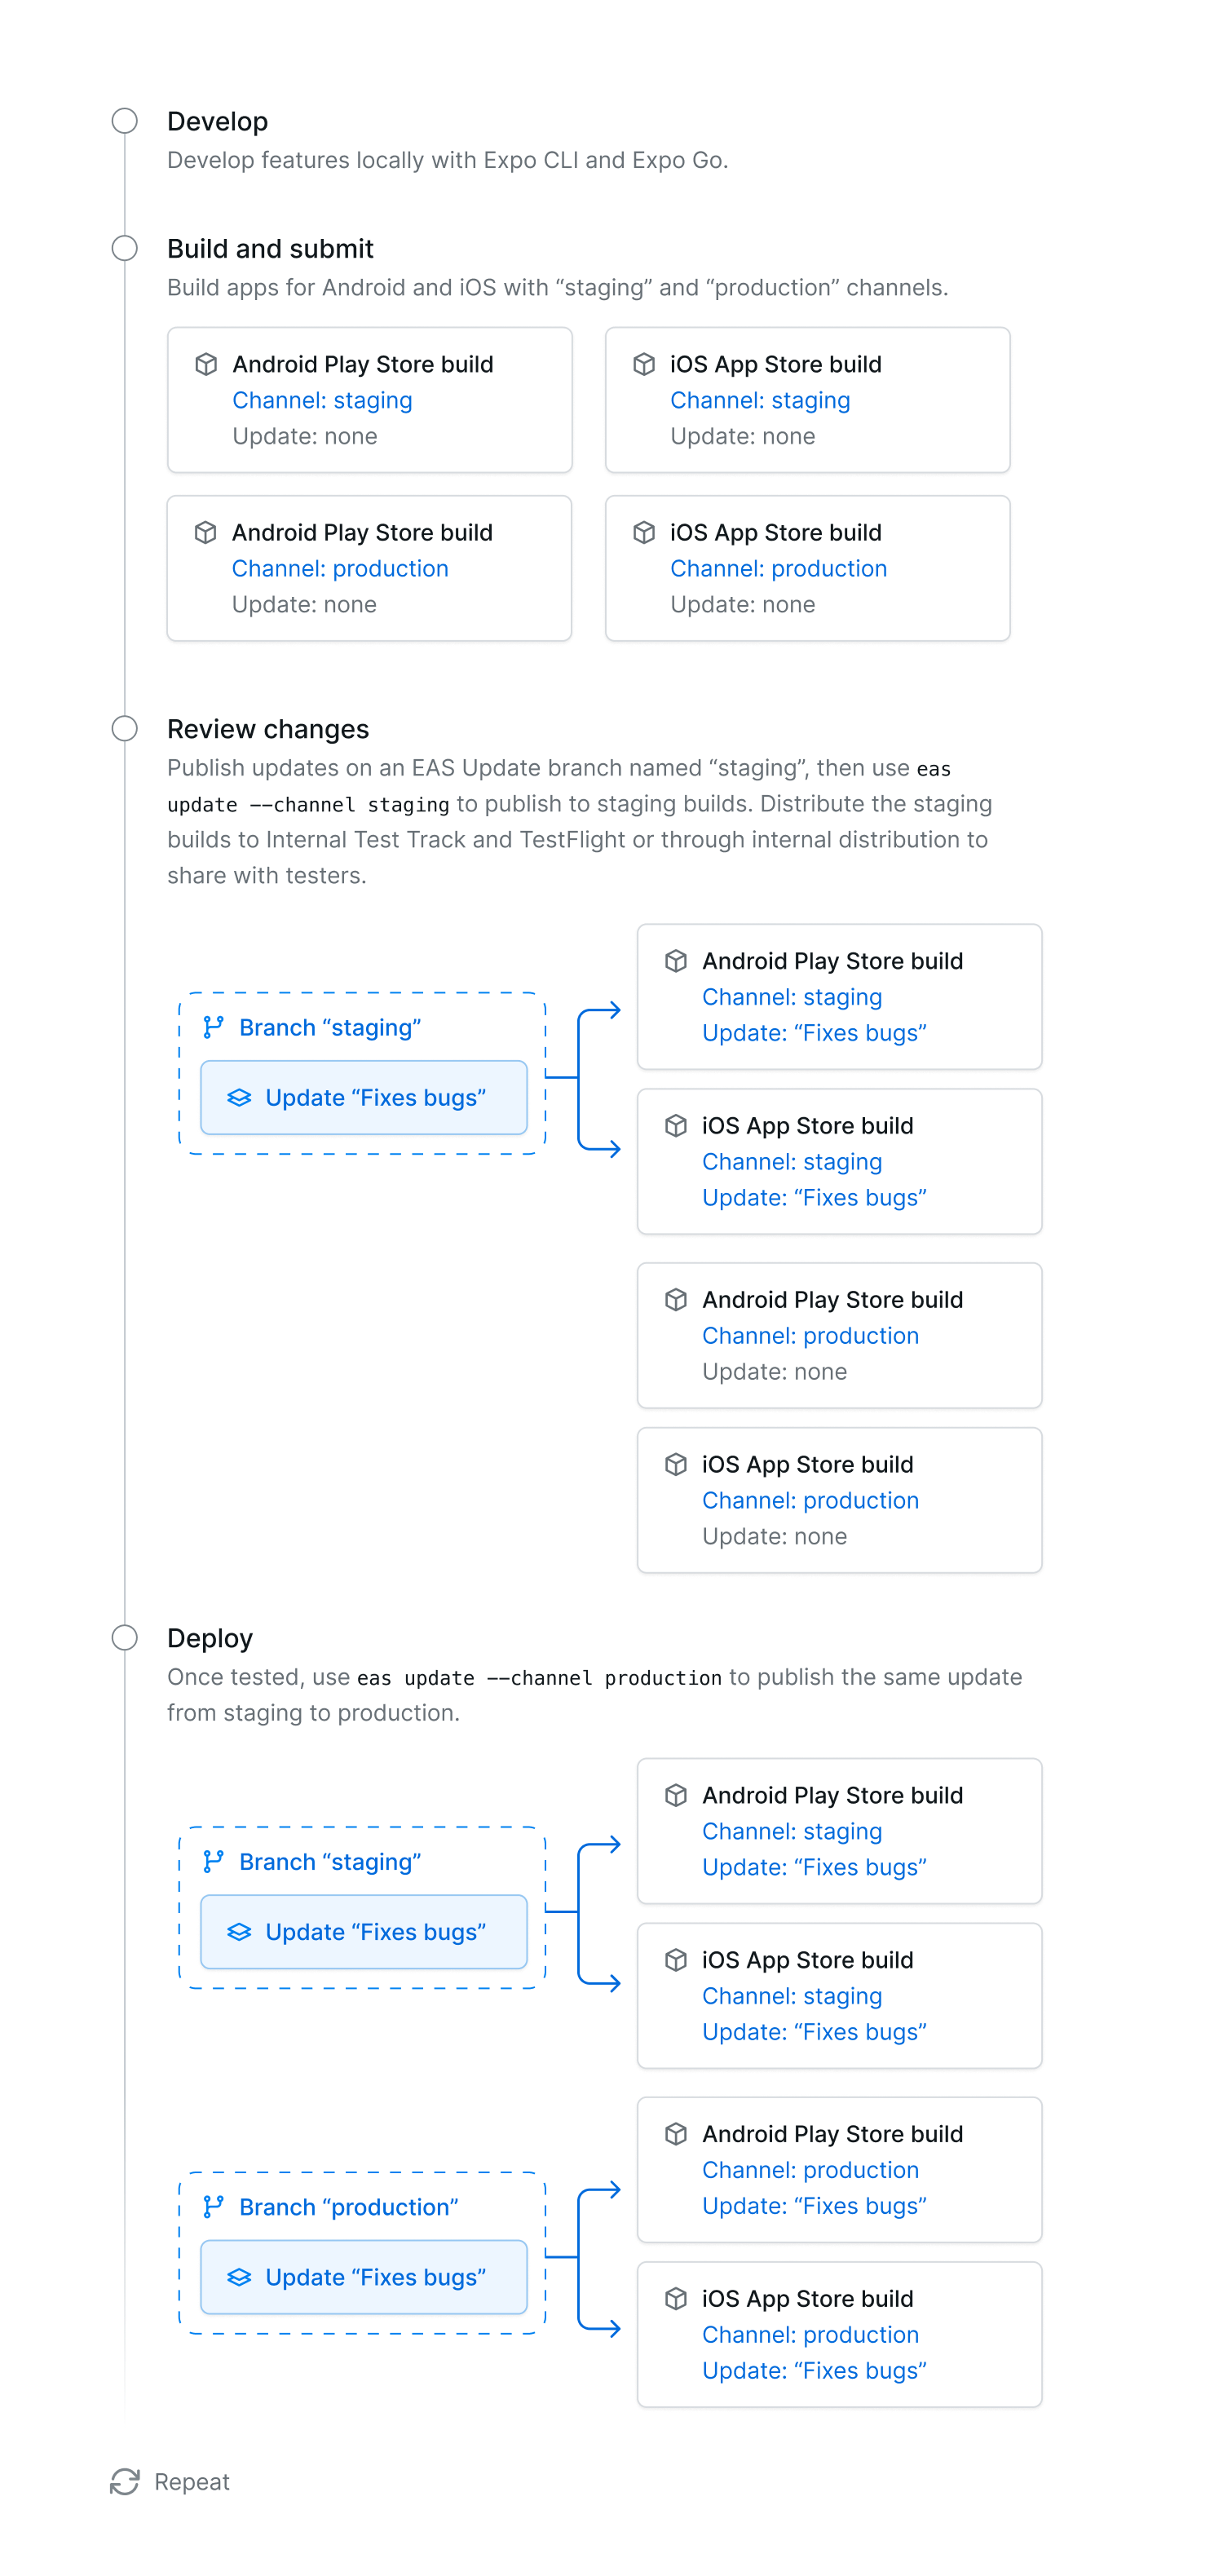 Develop
Develop features locally with Expo CLI and Expo Go.
Build and submit
Build apps for Android and iOS with “staging” and “production” channels.
Android Play Store build
Channel: staging
Update: none
iOS App Store build
Channel: staging
Update: none
Android Play Store build
Channel: production
Update: none
iOS App Store build
Channel: production
Update: none
Review changes
Publish updates on an EAS Update branch named “staging”, then use eas
update --channel staging to publish to staging builds. Distribute the staging
builds to Internal Test Track and TestFlight or through internal distribution to
share with testers.
Branch “staging”
Update “Fixes bugs”
Android Play Store build
Channel: staging
Update: “Fixes bugs”
iOS App Store build
Channel: staging
Update: “Fixes bugs”
Android Play Store build
Channel: production
Update: none
iOS App Store build
Channel: production
Update: none
Deploy
Once tested, use eas update --channel production to publish the same update
from staging to production.
Branch “staging”
Update “Fixes bugs”
Android Play Store build
Channel: staging
Update: “Fixes bugs”
iOS App Store build
Channel: staging
Update: “Fixes bugs”
Branch “production”
Update “Fixes bugs”
Android Play Store build
Channel: production
Update: “Fixes bugs”
iOS App Store build
Channel: production
Update: “Fixes bugs”
Repeat